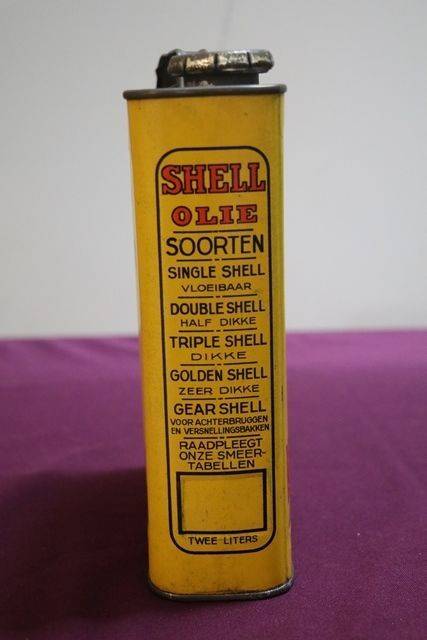 SHELL
OLIE
SOORTEN
SINGLE SHELL
VLOEIBAAR
DOUBLE SHELL
HALF DIKKE
TRIPLE SHELL
DIKKE
GOLDEN SHELL
ZEER DIKKE
GEAR SHELL
VOOR ACHTERBRUGGEN
EN VERSNELLINGSBAKKEN
RAADPLEEGT
ONZE SMEER-
TABELLEN
TWEE LITERS